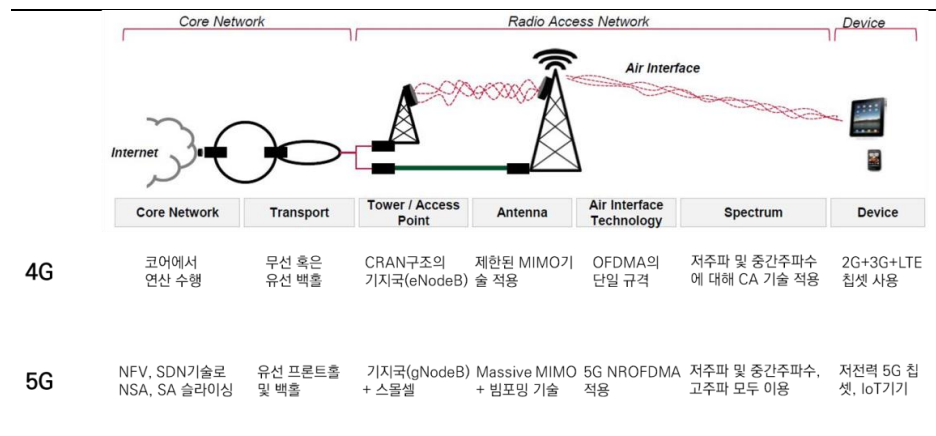 Core Network
Radio Access Network
Device
Air Interface
Internet
Core Network
Transport
Tower / Access
Point
Antenna
Air Interface
Technology
Spectrum
Device
4G
코어에서
연산 수행
무선 혹은
유선 백홀
CRAN구조의
기지국(eNodeB)
제한된 MIMO기
술 적용
OFDMA의
단일 규격
저주파 및 중간주파수
에 대해 CA 기술 적용
2G+3G+LTE
칩셋 사용
5G
NFV, SDN기술로
NSA, SA 슬라이싱
유선 프론트홀
및 백홀
기지국(gNodeB)
+ 스몰셀
Massive MIMO
+ 빔포밍 기술
5G NROFDMA
적용
저주파 및 중간주파수,
고주파 모두 이용
저전력 5G 칩
셋, IoT기기